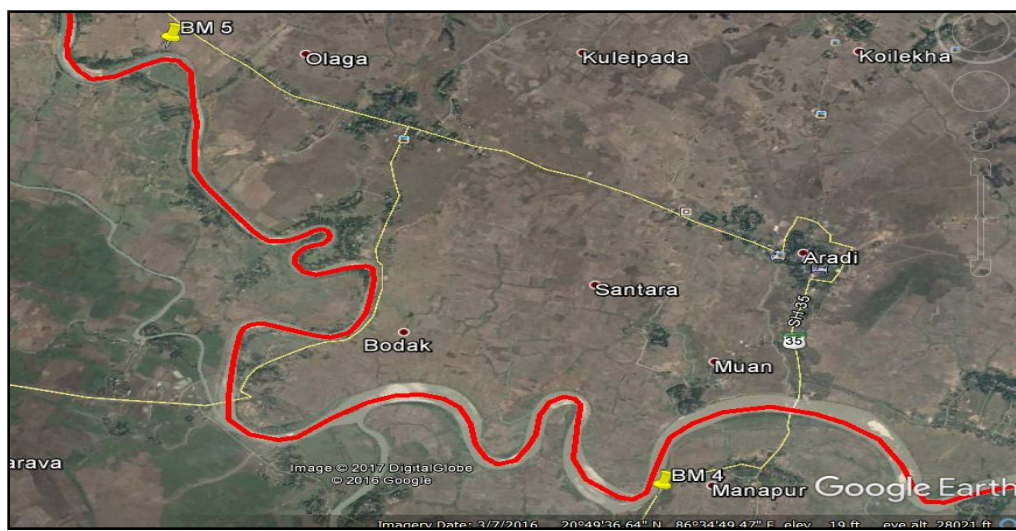 BM 5
Olaga
Kuleipada
Koilekha
Aradi
Santara
SH-35
35
Bodak
Muan
arava
Image © 2017 DigitalGlobe
© 2016 Google
BM 4
Manapur
Google Earth
Imagery Date: 3/7/2016 20°49'36.64" N 86°34'49.47" E elev 19 ft eye alt 28021 ft